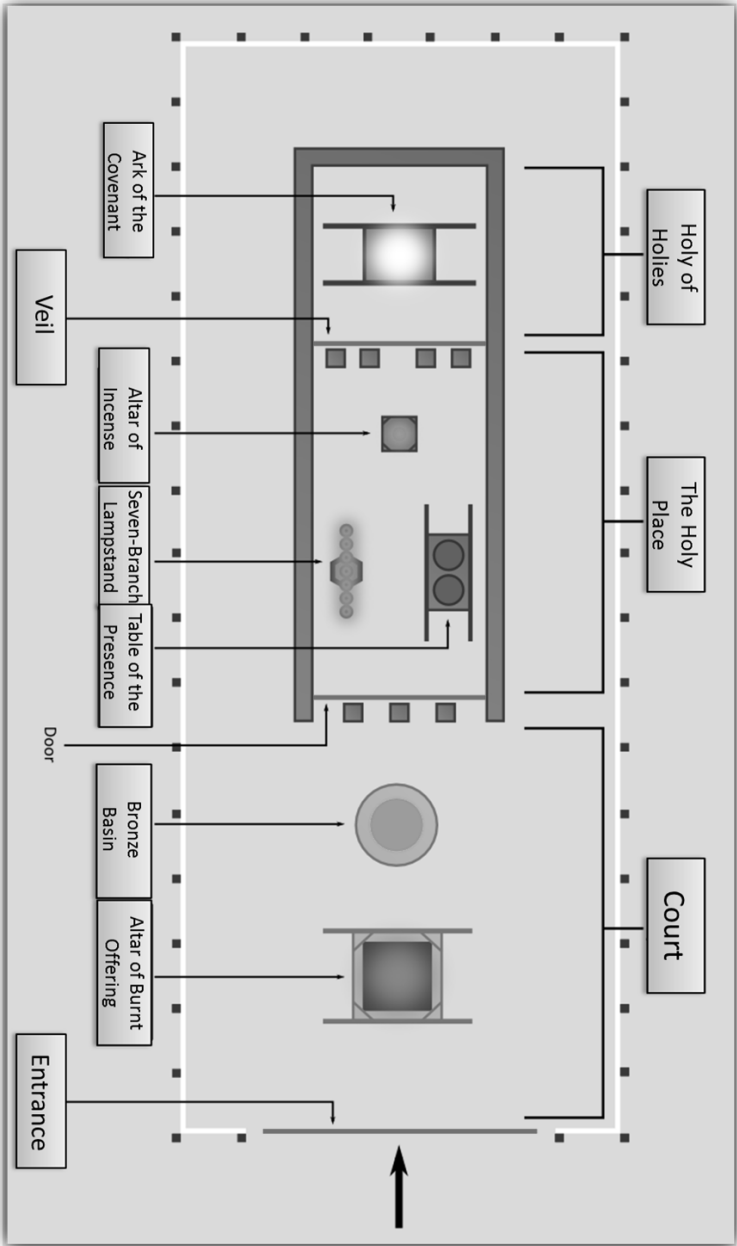 Holy of
Holies
The Holy
Place
Court
Ark of the
Covenant
Altar of
Incense
Seven-Branch
Lampstand
Table of the
Presence
Bronze
Basin
Altar of Burnt
Offering
Veil
Door
Entrance